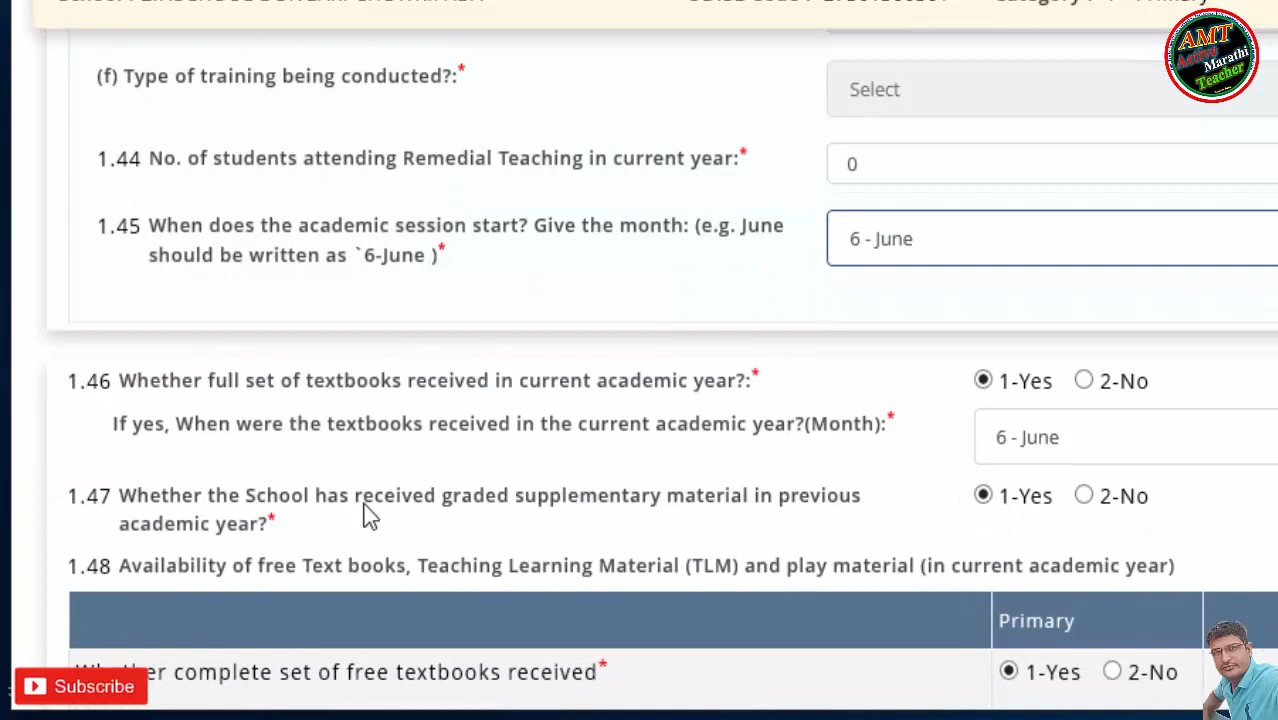 (f) Type of training being conducted?:*
Select
AMT
Active
Marathi
Teacher
1.44 No. of students attending Remedial Teaching in current year:*
0
1.45 When does the academic session start? Give the month: (e.g. June
should be written as `6-June )*
6 - June
1.46 Whether full set of textbooks received in current academic year?:*
1-Yes 2-No
If yes, When were the textbooks received in the current academic year?(Month):*
6 - June
1.47 Whether the School has received graded supplementary material in previous
academic year?*
1-Yes 2-No
1.48 Availability of free Text books, Teaching Learning Material (TLM) and play material (in current academic year)
Primary
Whether complete set of free textbooks received*
1-Yes 2-No
Subscribe